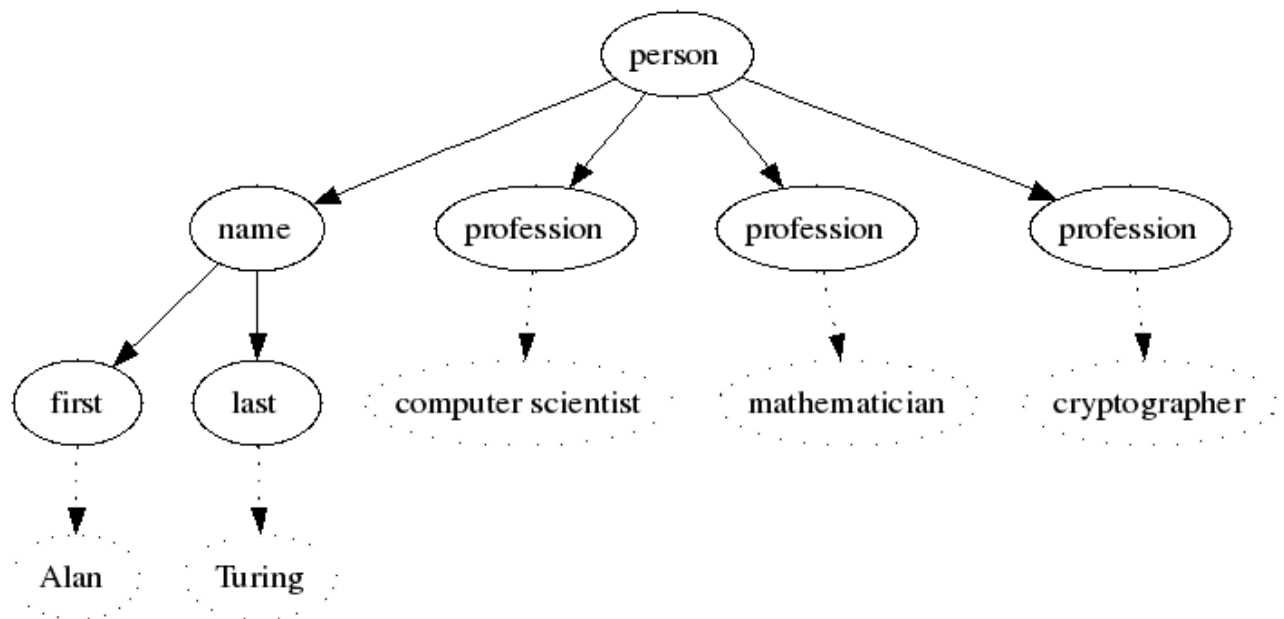 person
name
profession
profession
profession
first
last
computer scientist
mathematician
cryptographer
Alan
Turing